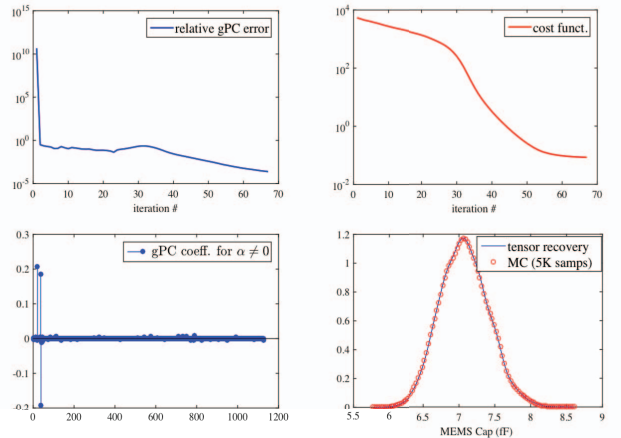 10^15
10^10
10^5
10^0
10^-5
relative gPC error
0 10 20 30 40 50 60 70
iteration #
10^4
10^2
10^0
10^-2
cost funct.
0 10 20 30 40 50 60 70
iteration #
0.3
0.2
0.1
0
-0.1
-0.2
gPC coeff. for α ≠ 0
0 200 400 600 800 1000 1200
1.2
1
0.8
0.6
0.4
0.2
0
tensor recovery
MC (5K samps)
5.5 6 6.5 7 7.5 8 8.5 9
MEMS Cap (fF)